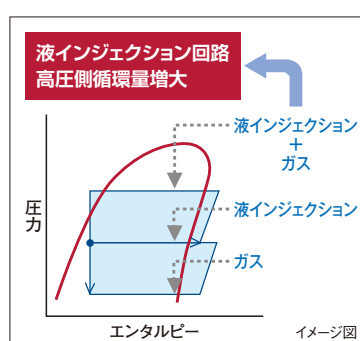 液インジェクション回路
高圧側循環量増大
液インジェクション
+
ガス
液インジェクション
ガス
圧力
エンタルピー
イメージ図